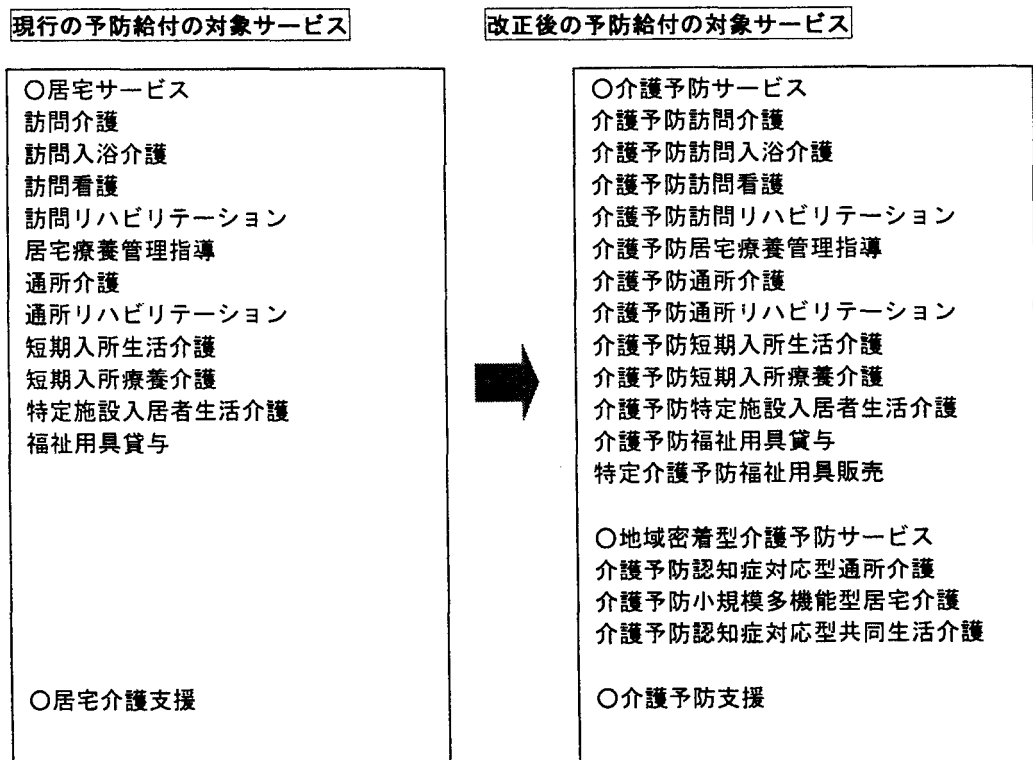 現行の予防給付の対象サービス
○居宅サービス
訪問介護
訪問入浴介護
訪問看護
訪問リハビリテーション
居宅療養管理指導
通所介護
通所リハビリテーション
短期入所生活介護
短期入所療養介護
特定施設入居者生活介護
福祉用具貸与
○居宅介護支援
改正後の予防給付の対象サービス
○介護予防サービス
介護予防訪問介護
介護予防訪問入浴介護
介護予防訪問看護
介護予防訪問リハビリテーション
介護予防居宅療養管理指導
介護予防通所介護
介護予防通所リハビリテーション
介護予防短期入所生活介護
介護予防短期入所療養介護
介護予防特定施設入居者生活介護
介護予防福祉用具貸与
特定介護予防福祉用具販売
○地域密着型介護予防サービス
介護予防認知症対応型通所介護
介護予防小規模多機能型居宅介護
介護予防認知症対応型共同生活介護
○介護予防支援